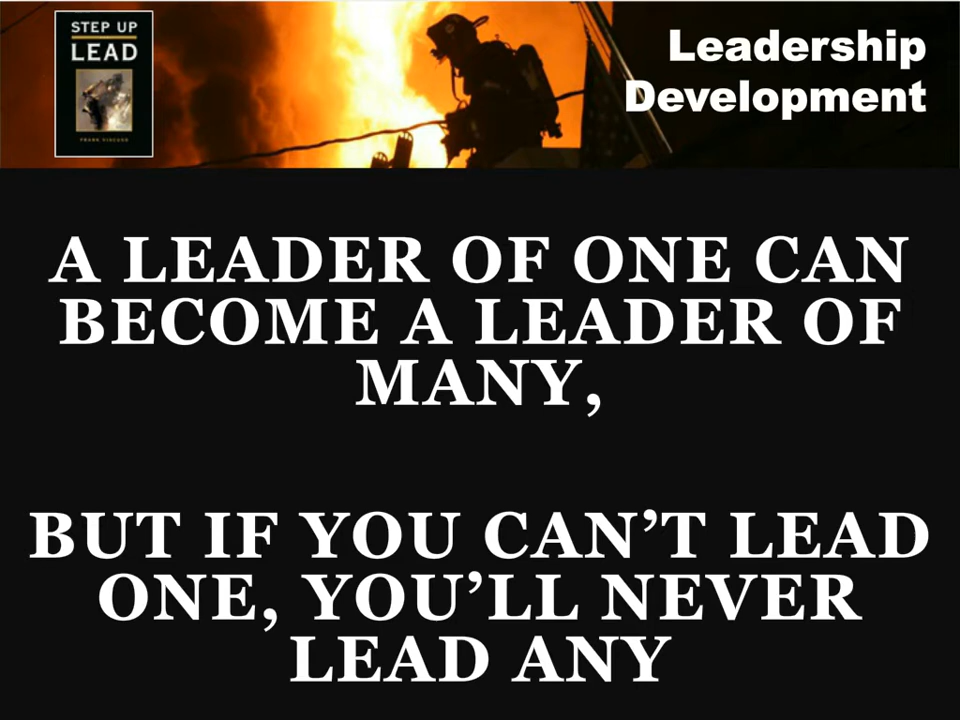 STEP UP
LEAD
Leadership
Development
A LEADER OF ONE CAN
BECOME A LEADER OF
MANY,
BUT IF YOU CAN’T LEAD
ONE, YOU’LL NEVER
LEAD ANY